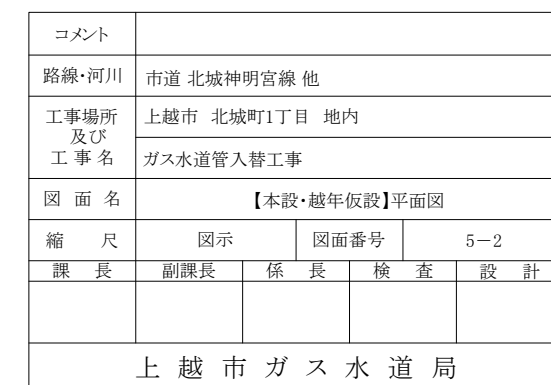 コメント
路線・河川 市道 北城神明宮線 他
工事場所 上越市 北城町1丁目 地内
及び
工事名 ガス水道管入替工事
図面名 【本設・越年仮設】平面図
縮尺 図示 図面番号 5-2
課長 副課長 係長 検査 設計
上越市ガス水道局